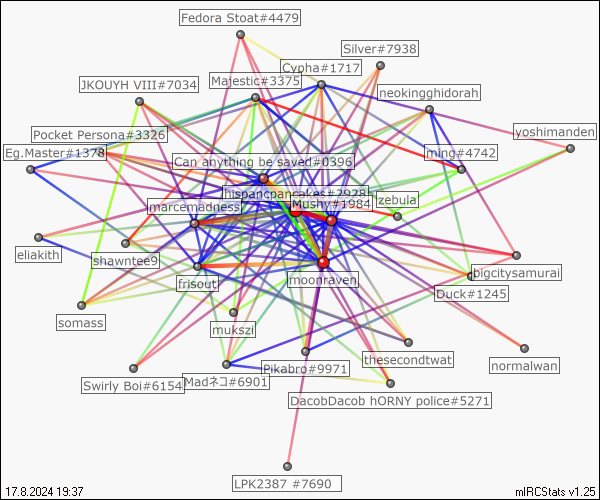 Fedora Stoat#4479
Silver#7938
Cypha#1717
Majestic#3375
JKOUYH VIII#7034
neokingghidorah
Pocket Persona#3326
yoshimanden
Eg.Master#1378
ming#4742
Can anything be saved#0396
hispancpancakes#2928
Izebula
Mushy#1984
marcemadness
eliakith
shawntee9
bigcitysamurai
frisout
moonraven
Duck#1245
somass
mukszi
thesecondtwat
normalwan
Pikabro#9971
Swirly Boi#6154
Madネコ#6901
DacobDacob hORNY police#5271
LPK2387 #7690
17.8.2024 19:37
mIRCStats v1.25